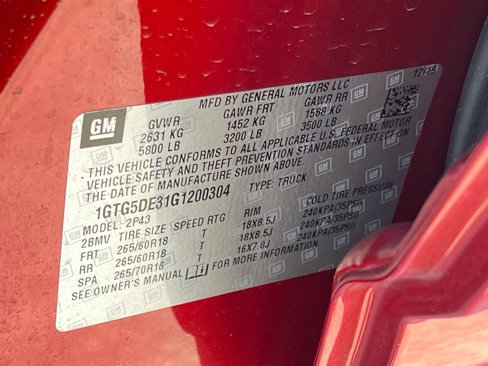 MFD BY GENERAL MOTORS LLC
GM
GVWR GAWR FRT GAWR RR
2631 KG 1452 KG 1588 KG
5800 LB 3200 LB 3500 LB
THIS VEHICLE CONFORMS TO ALL APPLICABLE U.S. FEDERAL MOTOR
VEHICLE SAFETY AND THEFT PREVENTION STANDARDS IN EFFECT ON
THE DATE OF MANUFACTURE SHOWN ABOVE.
1GTG5DE31G1200304 TYPE: TRUCK
MODEL: 2P43
2BMV TIRE SIZE SPEED RTG RIM COLD TIRE PRESSURE
FRT 265/60R18 T 18X8.5J 240KPA(35PSI)
RR 265/60R18 T 18X8.5J 240KPA(35PSI)
SPA 265/70R16 T 16X7.0J 240KPA(35PSI)
SEE OWNER'S MANUAL FOR MORE INFORMATION